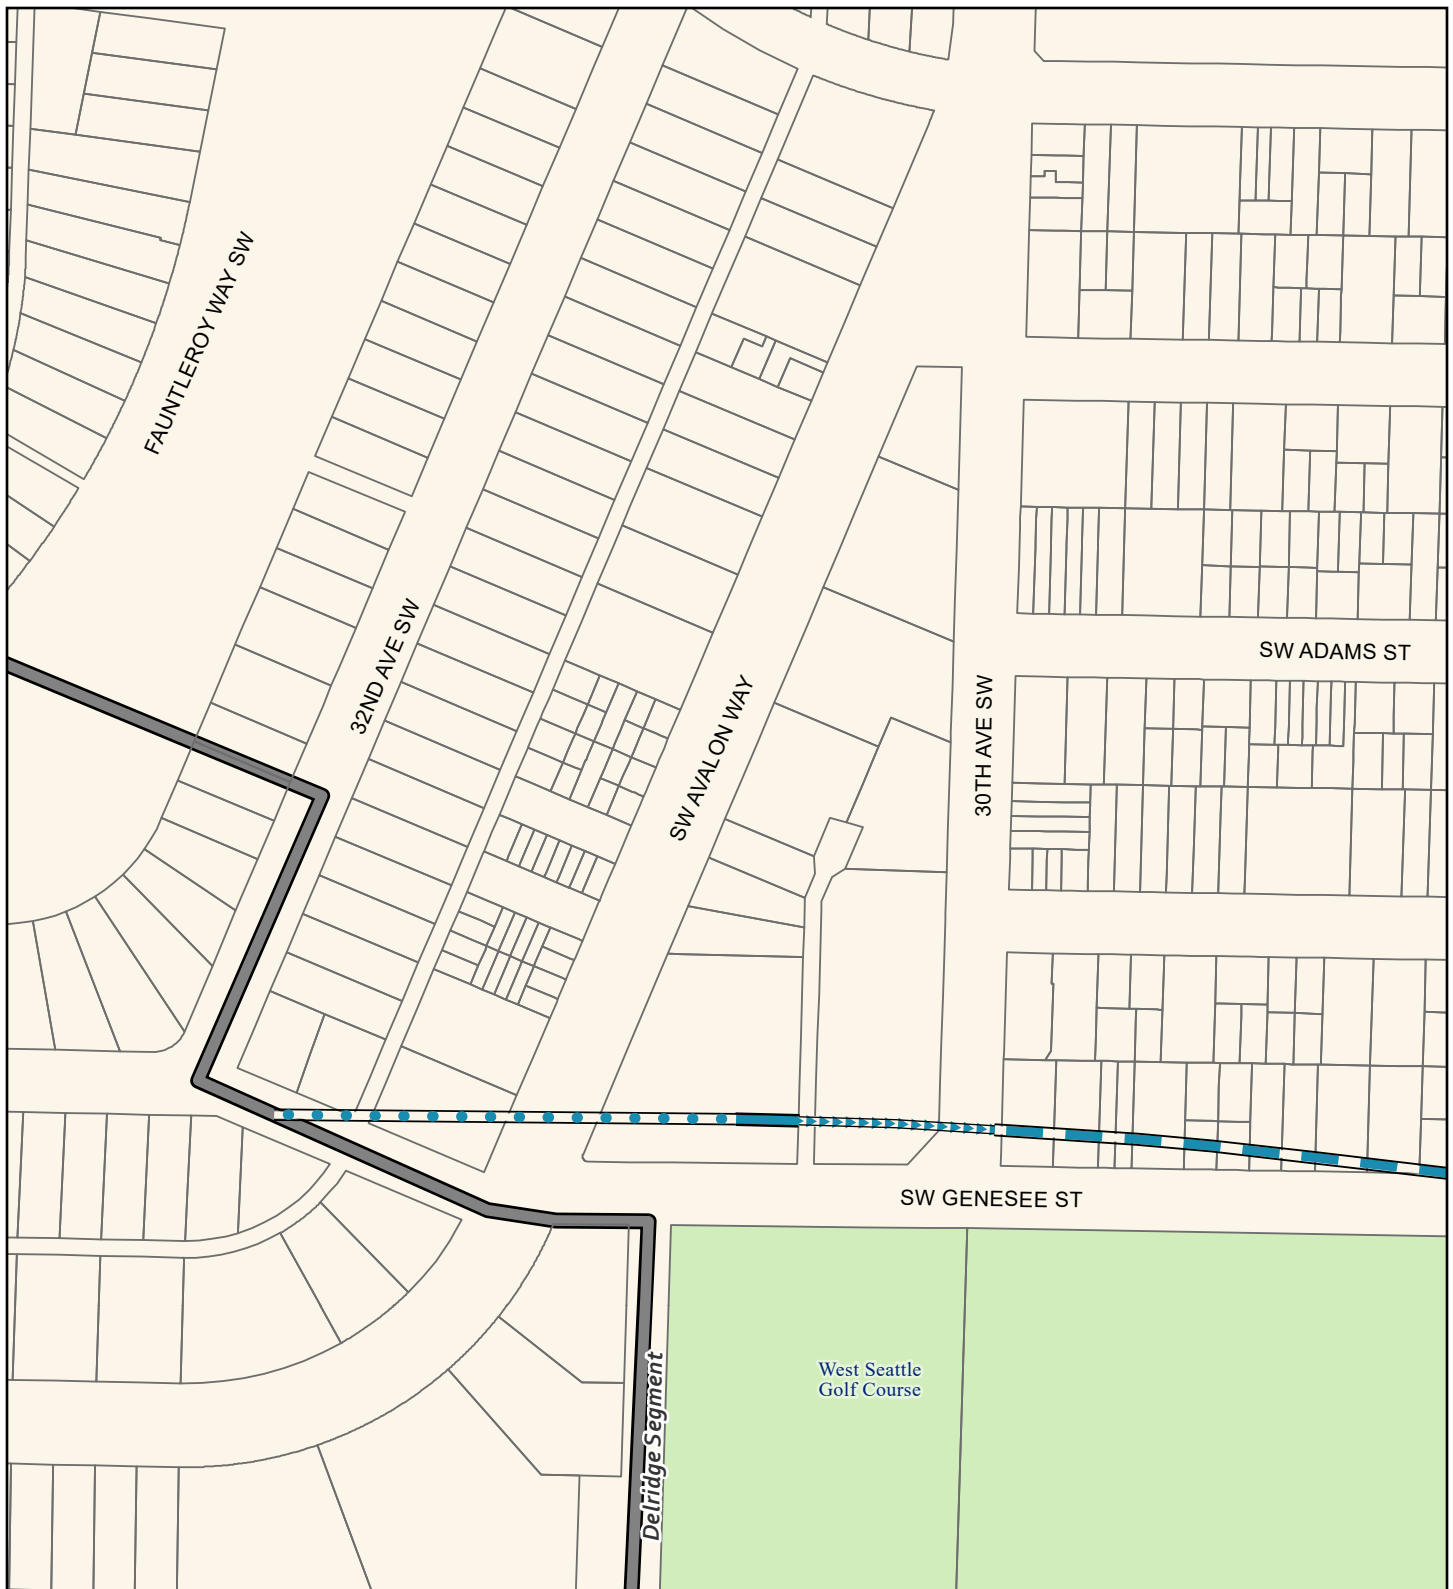 FAUNTLEROY WAY SW
32ND AVE SW
SW ADAMS ST
SW AVALON WAY
30TH AVE SW
SW GENESEE ST
West Seattle
Golf Course
Delridge Segment